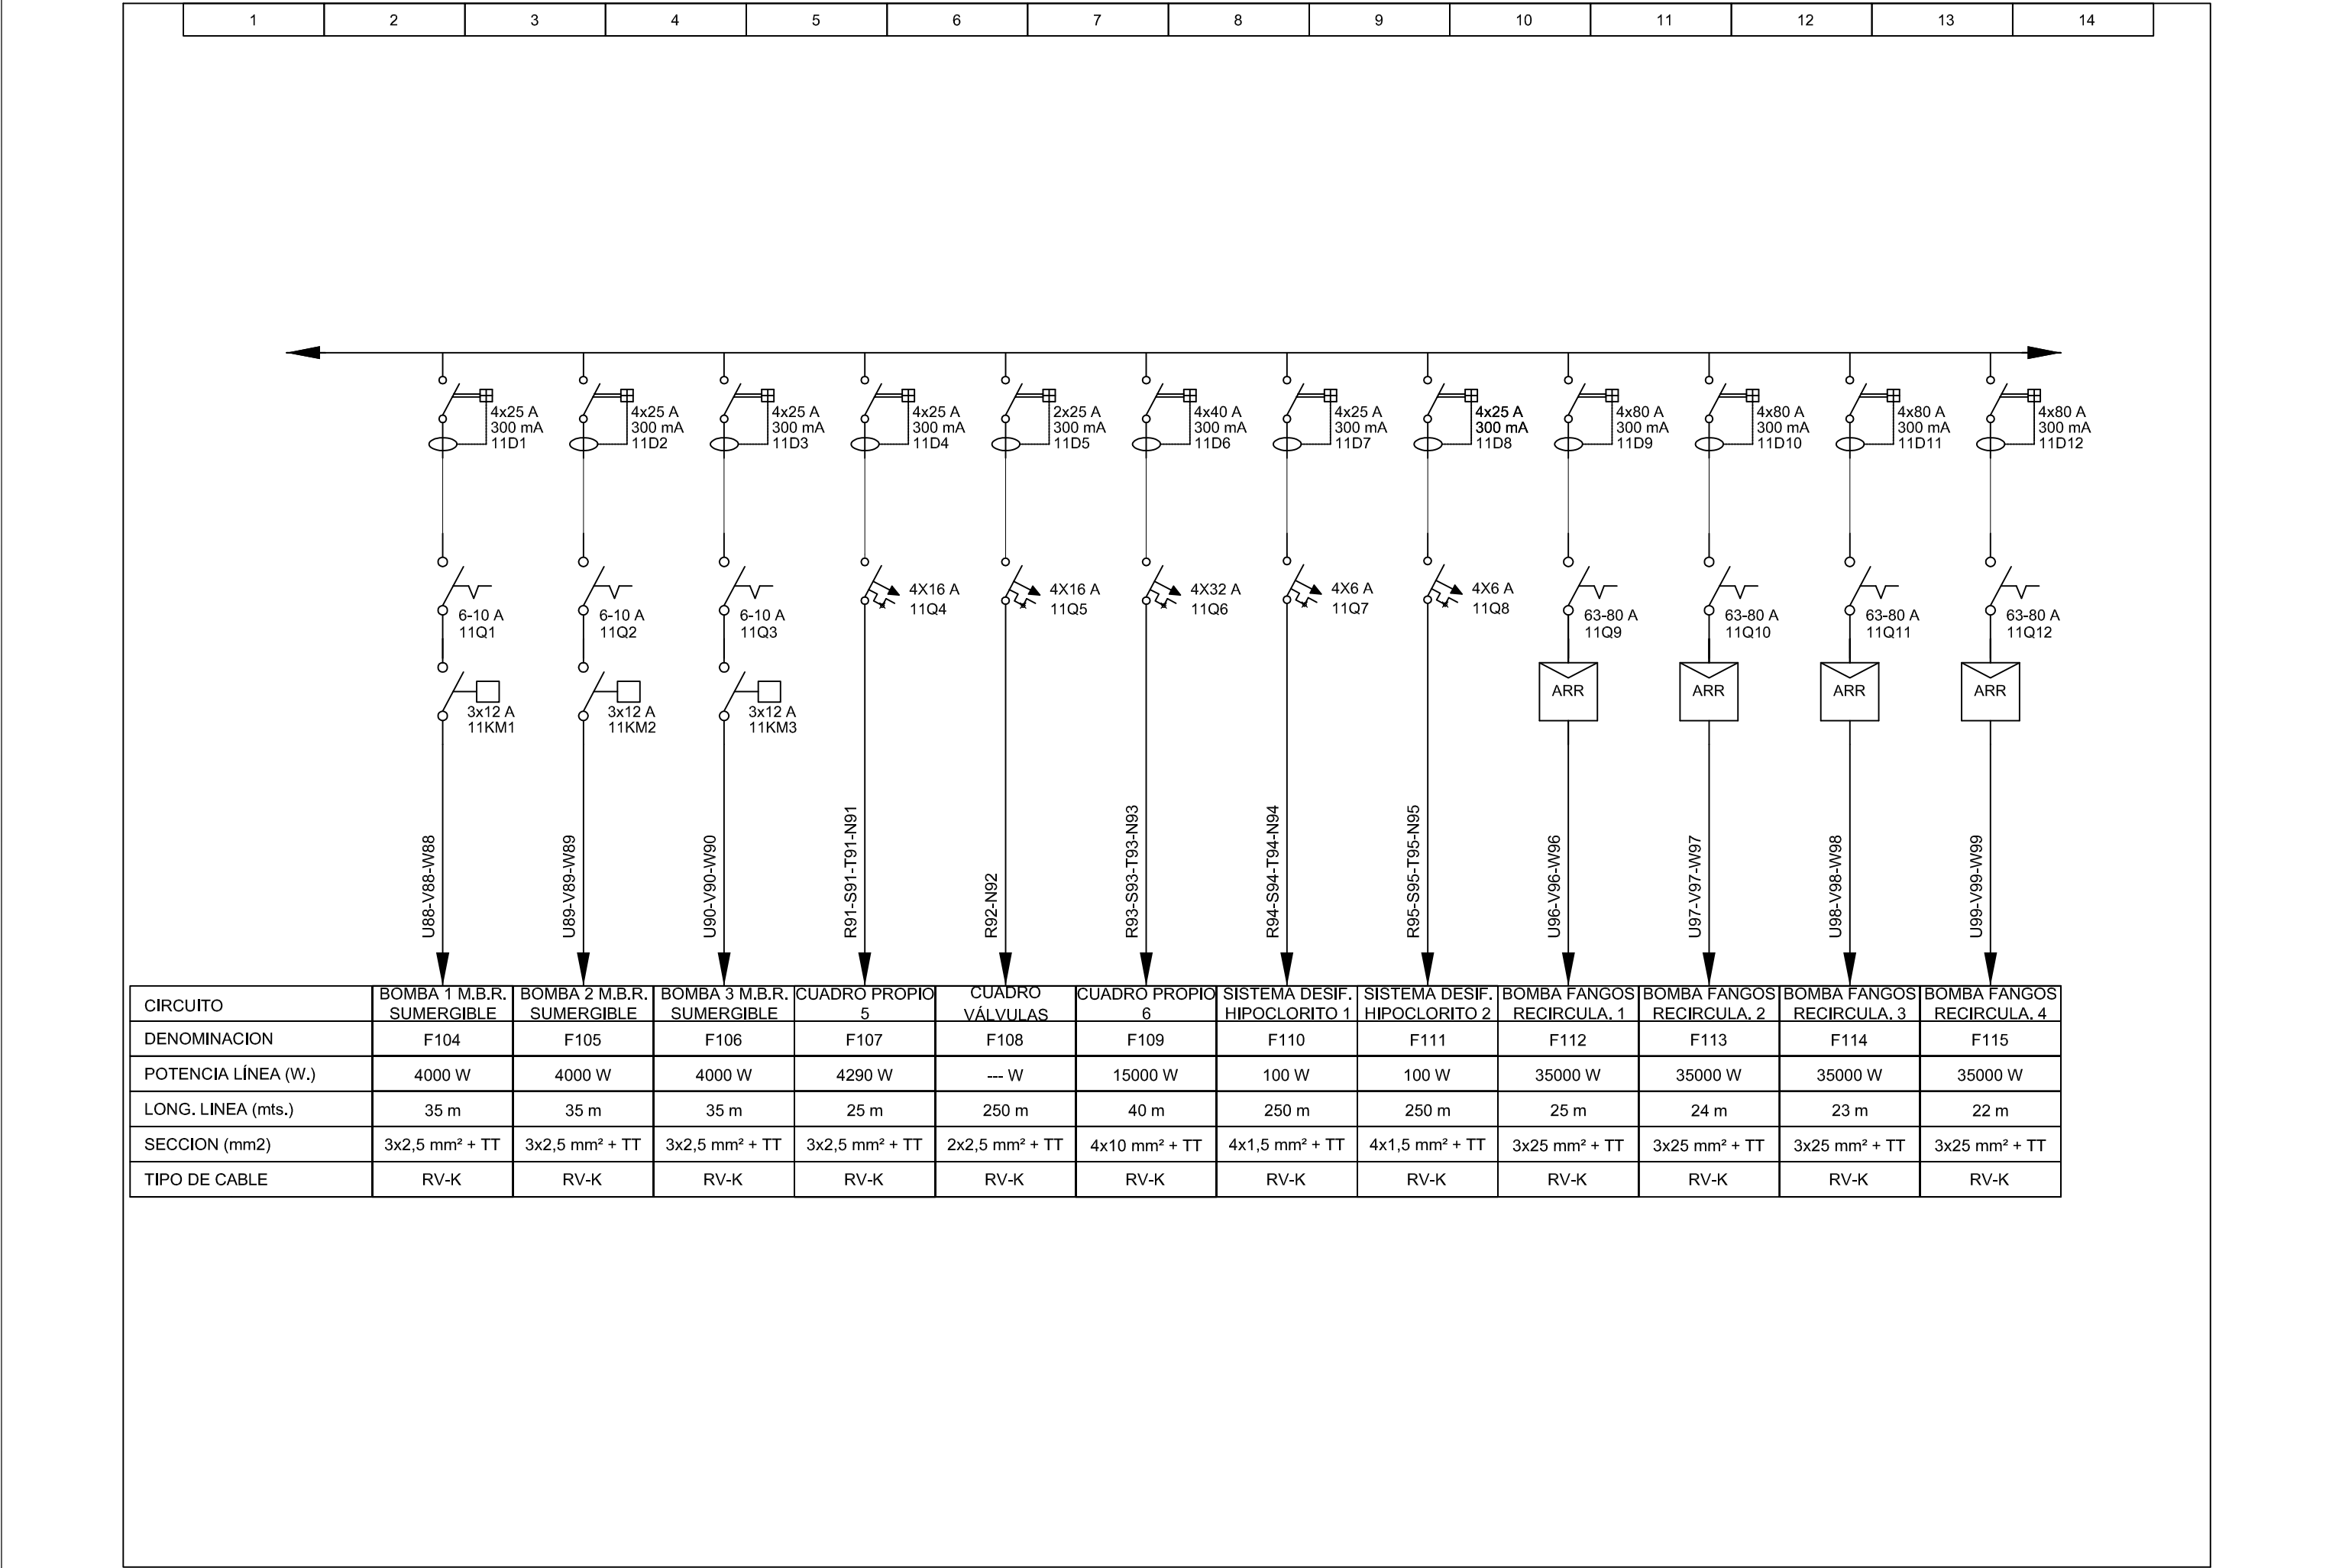 1 2 3 4 5 6 7 8 9 10 11 12 13 14
4x25 A 4x25 A 4x25 A 4x25 A 2x25 A 4x40 A 4x25 A 4x25 A 4x80 A 4x80 A 4x80 A 4x80 A
300 mA 300 mA 300 mA 300 mA 300 mA 300 mA 300 mA 300 mA 300 mA 300 mA 300 mA 300 mA
11D1 11D2 11D3 11D4 11D5 11D6 11D7 11D8 11D9 11D10 11D11 11D12
4X16 A 4X16 A 4X32 A 4X6 A 4X6 A
11Q4 11Q5 11Q6 11Q7 11Q8
6-10 A 6-10 A 6-10 A 63-80 A 63-80 A 63-80 A 63-80 A
11Q1 11Q2 11Q3 11Q9 11Q10 11Q11 11Q12
ARR ARR ARR ARR
3x12 A 3x12 A 3x12 A
11KM1 11KM2 11KM3
U88-V88-W88
U89-V89-W89
U90-V90-W90
R91-S91-T91-N91
R92-N92
R93-S93-T93-N93
R94-S94-T94-N94
R95-S95-T95-N95
U96-V96-W96
U97-V97-W97
U98-V98-W98
U99-V99-W99
CIRCUITO
BOMBA 1 M.B.R.
SUMERGIBLE
BOMBA 2 M.B.R.
SUMERGIBLE
BOMBA 3 M.B.R.
SUMERGIBLE
CUADRO PROPIO
5
CUADRO
VÁLVULAS
CUADRO PROPIO
6
SISTEMA DESIF.
HIPOCLORITO 1
SISTEMA DESIF.
HIPOCLORITO 2
BOMBA FANGOS
RECIRCULA. 1
BOMBA FANGOS
RECIRCULA. 2
BOMBA FANGOS
RECIRCULA. 3
BOMBA FANGOS
RECIRCULA. 4
DENOMINACION F104 F105 F106 F107 F108 F109 F110 F111 F112 F113 F114 F115
POTENCIA LÍNEA (W.) 4000 W 4000 W 4000 W 4290 W --- W 15000 W 100 W 100 W 35000 W 35000 W 35000 W 35000 W
LONG. LINEA (mts.) 35 m 35 m 35 m 25 m 250 m 40 m 250 m 250 m 25 m 24 m 23 m 22 m
SECCION (mm2) 3x2,5 mm² + TT 3x2,5 mm² + TT 3x2,5 mm² + TT 3x2,5 mm² + TT 2x2,5 mm² + TT 4x10 mm² + TT 4x1,5 mm² + TT 4x1,5 mm² + TT 3x25 mm² + TT 3x25 mm² + TT 3x25 mm² + TT 3x25 mm² + TT
TIPO DE CABLE RV-K RV-K RV-K RV-K RV-K RV-K RV-K RV-K RV-K RV-K RV-K RV-K